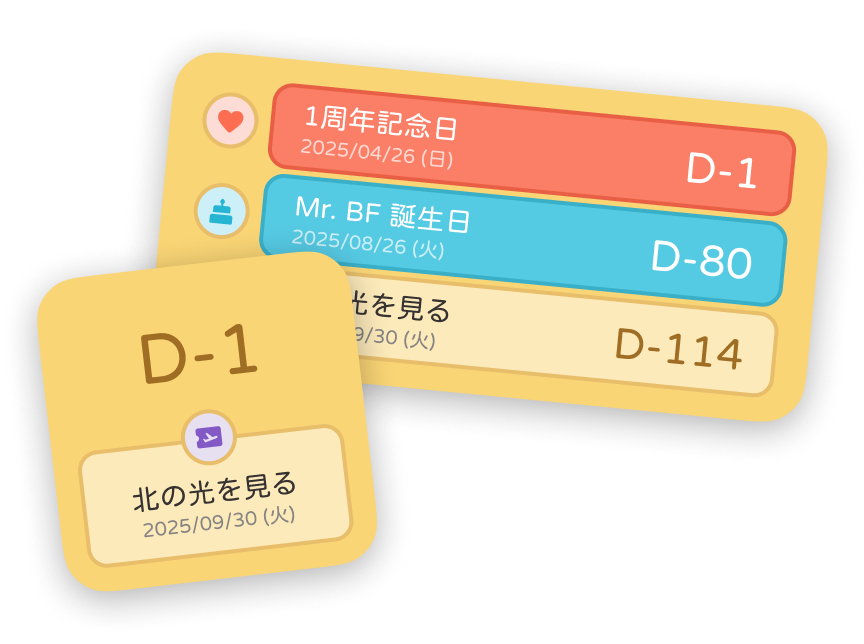 1周年記念日
2025/04/26 (日)
D-1
Mr. BF 誕生日
2025/08/26 (火)
D-80
光を見る
9/30 (火)
D-114
D-1
北の光を見る
2025/09/30 (火)